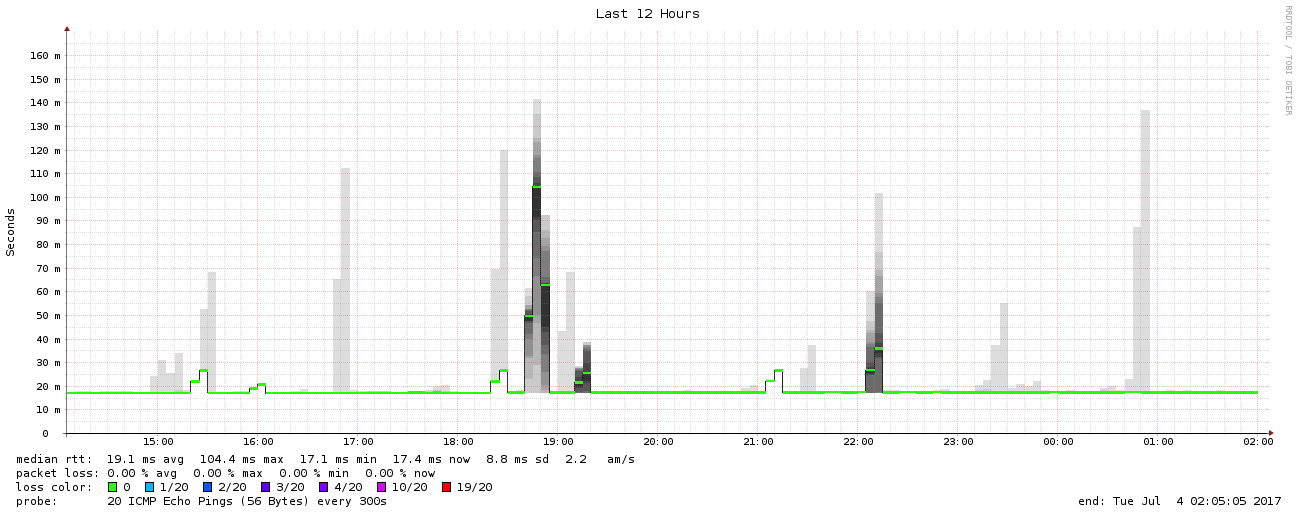 Last 12 Hours
RRDTOOL / TOBI OETIKER
Seconds
160 m
150 m
140 m
130 m
120 m
110 m
100 m
90 m
80 m
70 m
60 m
50 m
40 m
30 m
20 m
10 m
0
15:00 16:00 17:00 18:00 19:00 20:00 21:00 22:00 23:00 00:00 01:00 02:00
median rtt: 19.1 ms avg 104.4 ms max 17.1 ms min 17.4 ms now 8.8 ms sd 2.2 am/s
packet loss: 0.00 % avg 0.00 % max 0.00 % min 0.00 % now
loss color: 0 1/20 2/20 3/20 4/20 10/20 19/20
probe: 20 ICMP Echo Pings (56 Bytes) every 300s end: Tue Jul 4 02:05:05 2017